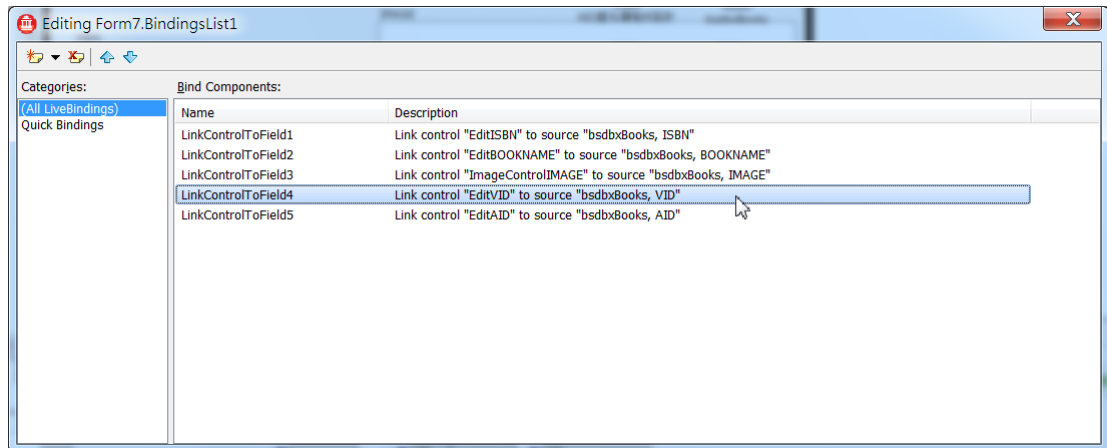 Editing Form7.BindingsList1
Categories:
Bind Components:
(All LiveBindings)
Quick Bindings
Name Description
LinkControlToField1 Link control "EditISBN" to source "bsdbxBooks, ISBN"
LinkControlToField2 Link control "EditBOOKNAME" to source "bsdbxBooks, BOOKNAME"
LinkControlToField3 Link control "ImageControlIMAGE" to source "bsdbxBooks, IMAGE"
LinkControlToField4 Link control "EditVID" to source "bsdbxBooks, VID"
LinkControlToField5 Link control "EditAID" to source "bsdbxBooks, AID"